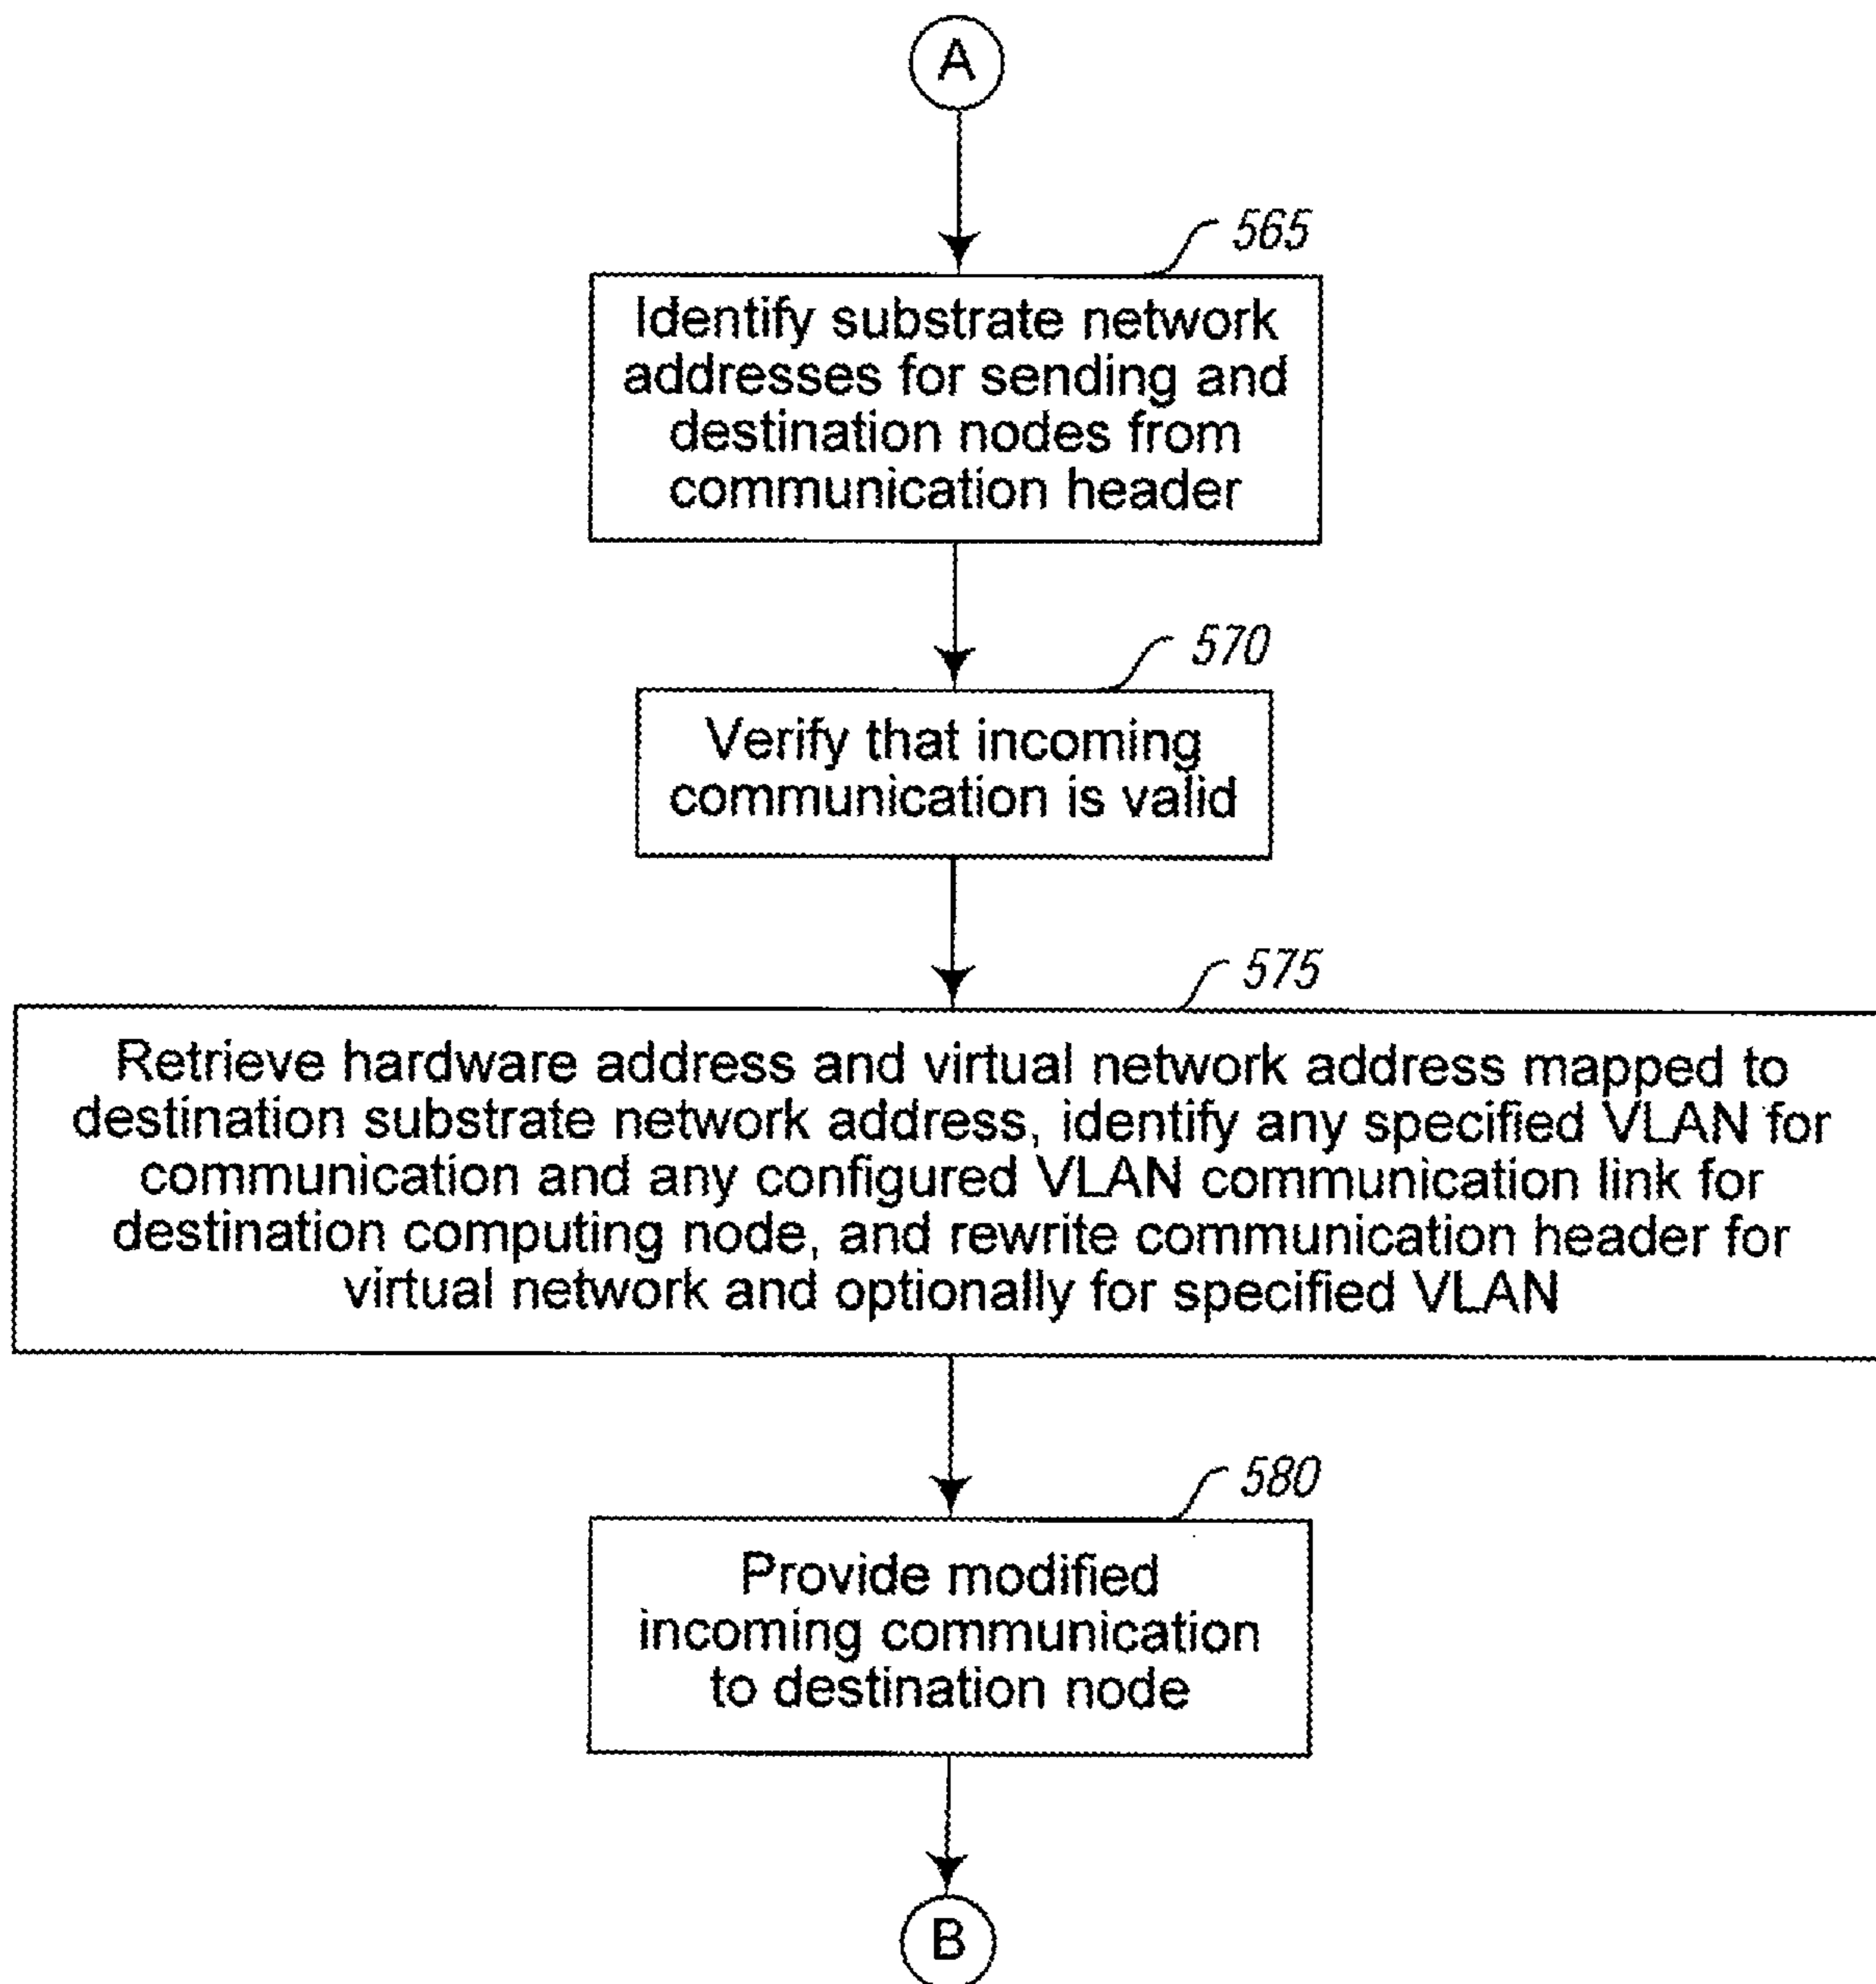 A
565
Identify substrate network
addresses for sending and
destination nodes from
communication header
570
Verify that incoming
communication is valid
575
Retrieve hardware address and virtual network address mapped to
destination substrate network address, identify any specified VLAN for
communication and any configured VLAN communication link for
destination computing node, and rewrite communication header for
virtual network and optionally for specified VLAN
580
Provide modified
incoming communication
to destination node
B